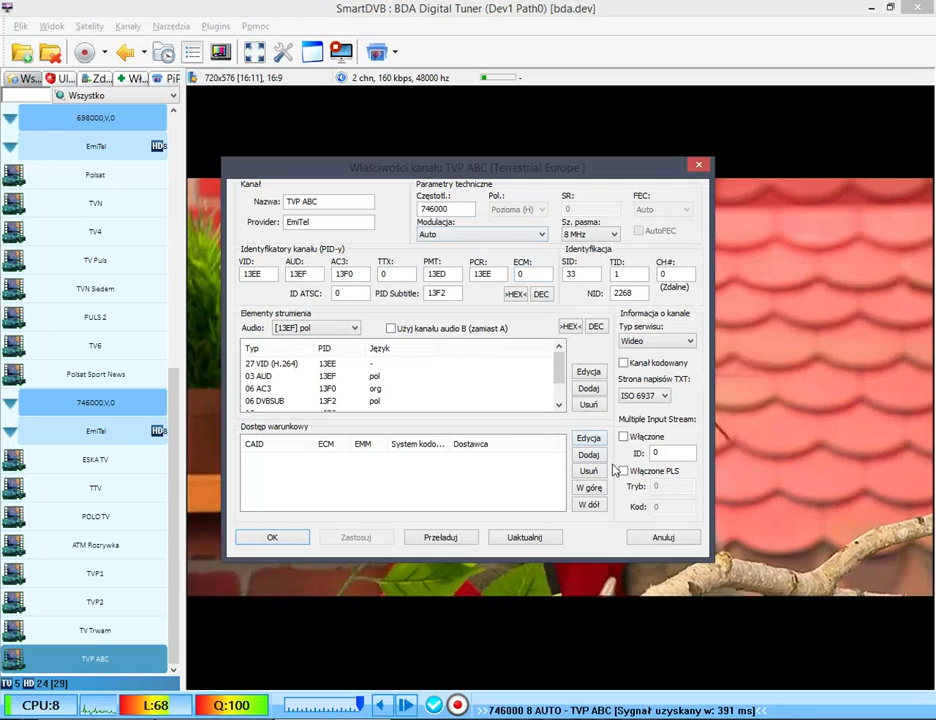 SmartDVB : BDA Digital Tuner (Dev1 Path0) [bda.dev]
Plik Widok Satelity Kanały Narzędzia Plugins Pomoc
Ws... Ul... Zd... Wł... PiP
720x576 [16:11], 16:9
2 chn, 160 kbps, 48000 hz
-
Wszystko
698000,V,0
EmiTel
Polsat
TVN
TV4
TV Puls
TVN Siedem
PULS 2
TV6
Polsat Sport News
746000,V,0
EmiTel
ESKA TV
TTV
POLO TV
ATM Rozrywka
TVP1
TVP2
TV Trwam
TVP ABC
TV 5 HD 24 [29]
Właściwości kanału TVP ABC [Terrestrial Europe ]
Kanał
Nazwa: TVP ABC
Provider: EmiTel
Parametry techniczne
Częstotl.: Pol.: SR: FEC:
746000 Pozioma (H) 0 Auto
Modulacja: Sz. pasma:
Auto 8 MHz AutoFEC
Identyfikatory kanału (PID-y)
VID: AUD: AC3: TTX: PMT: PCR: ECM:
13EE 13EF 13F0 0 13ED 13EE 0
ID ATSC: 0 PID Subtitle: 13F2 >HEX< DEC
Identyfikacja
SID: TID: CH#:
33 1 0
(Zdalne)
NID: 2268
Elementy strumienia
Audio: [13EF] pol Użyj kanału audio B (zamiast A) >HEX< DEC
Typ PID Język
27 VID (H.264) 13EE -
03 AUD 13EF pol
06 AC3 13F0 org
06 DVBSUB 13F2 pol
Edycja
Dodaj
Usuń
Dostęp warunkowy
CAID ECM EMM System kodo... Dostawca
Edycja
Dodaj
Usuń
W górę
W dół
Informacja o kanale
Typ serwisu:
Wideo
Kanał kodowany
Strona napisów TXT:
ISO 6937
Multiple Input Stream:
Włączone
ID: 0
Włączone PLS
Tryb: 0
Kod: 0
OK Zastosuj Przeładuj Uaktualnij Anuluj
CPU:8 L:68 Q:100 >>746000 8 AUTO - TVP ABC [Sygnał uzyskany w: 391 ms]<<